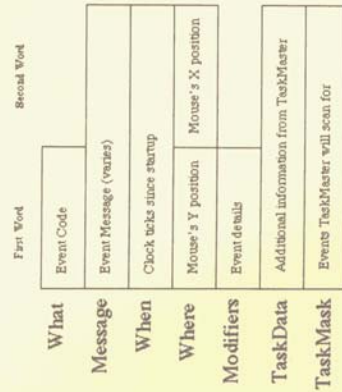 First Word Second Word
What Event Code
Message Event Message (varies)
When Clock ticks since startup
Where Mouse's Y position Mouse's X position
Modifiers Event details
TaskData Additional information from TaskMaster
TaskMask Events TaskMaster will scan for